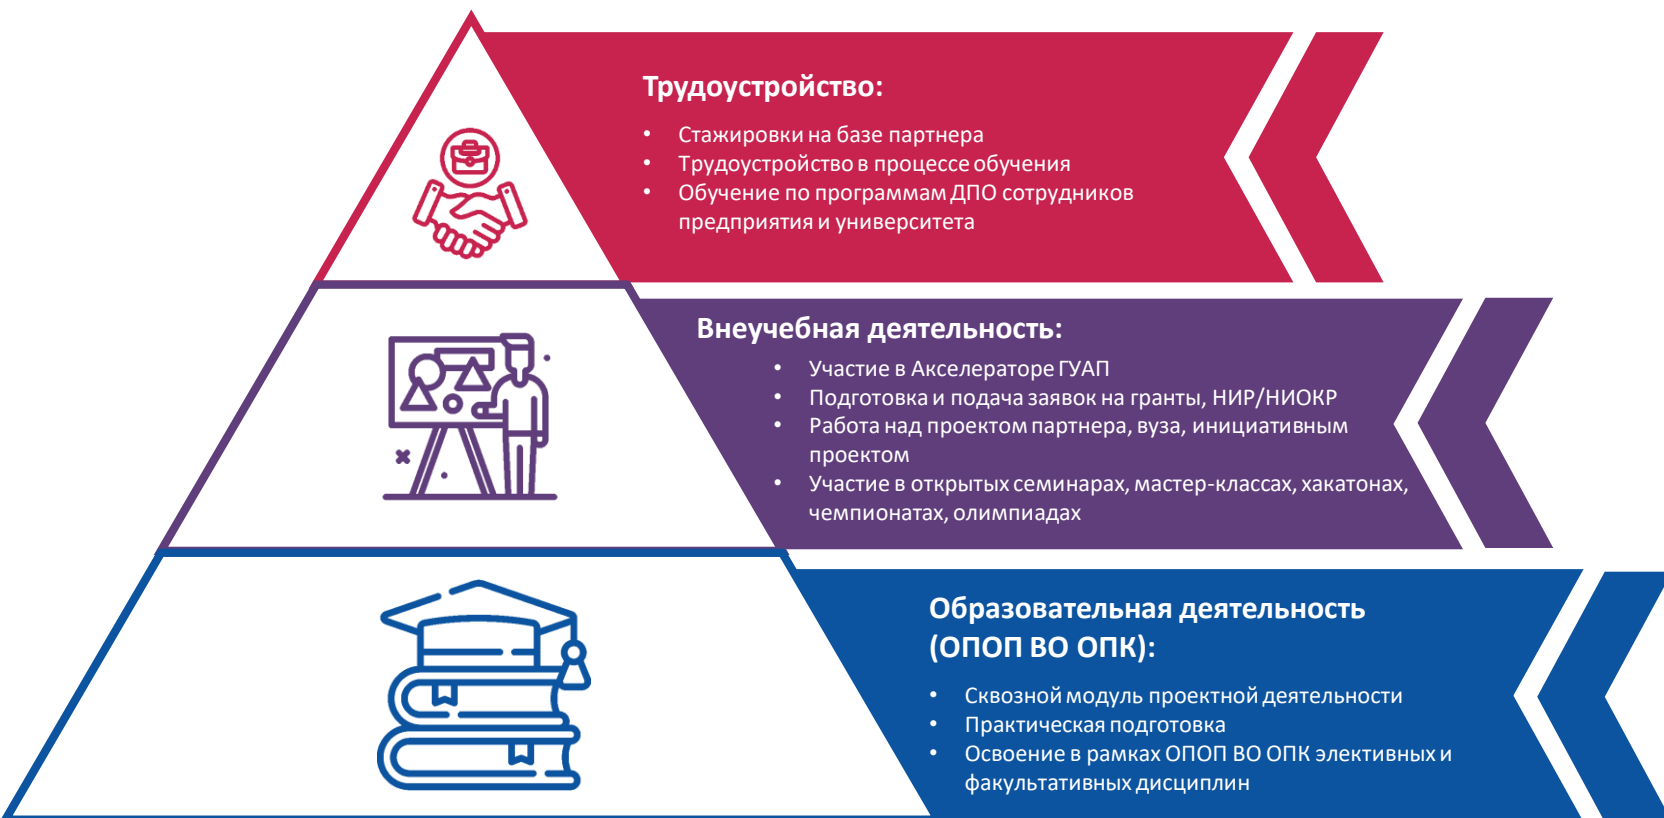 Трудоустройство:
• Стажировки на базе партнера
• Трудоустройство в процессе обучения
• Обучение по программам ДПО сотрудников
предприятия и университета
Внеучебная деятельность:
• Участие в Акселераторе ГУАП
• Подготовка и подача заявок на гранты, НИР/НИОКР
• Работа над проектом партнера, вуза, инициативным
проектом
• Участие в открытых семинарах, мастер-классах, хакатонах,
чемпионатах, олимпиадах
Образовательная деятельность
(ОПОП ВО ОПК):
• Сквозной модуль проектной деятельности
• Практическая подготовка
• Освоение в рамках ОПОП ВО ОПК элективных и
факультативных дисциплин